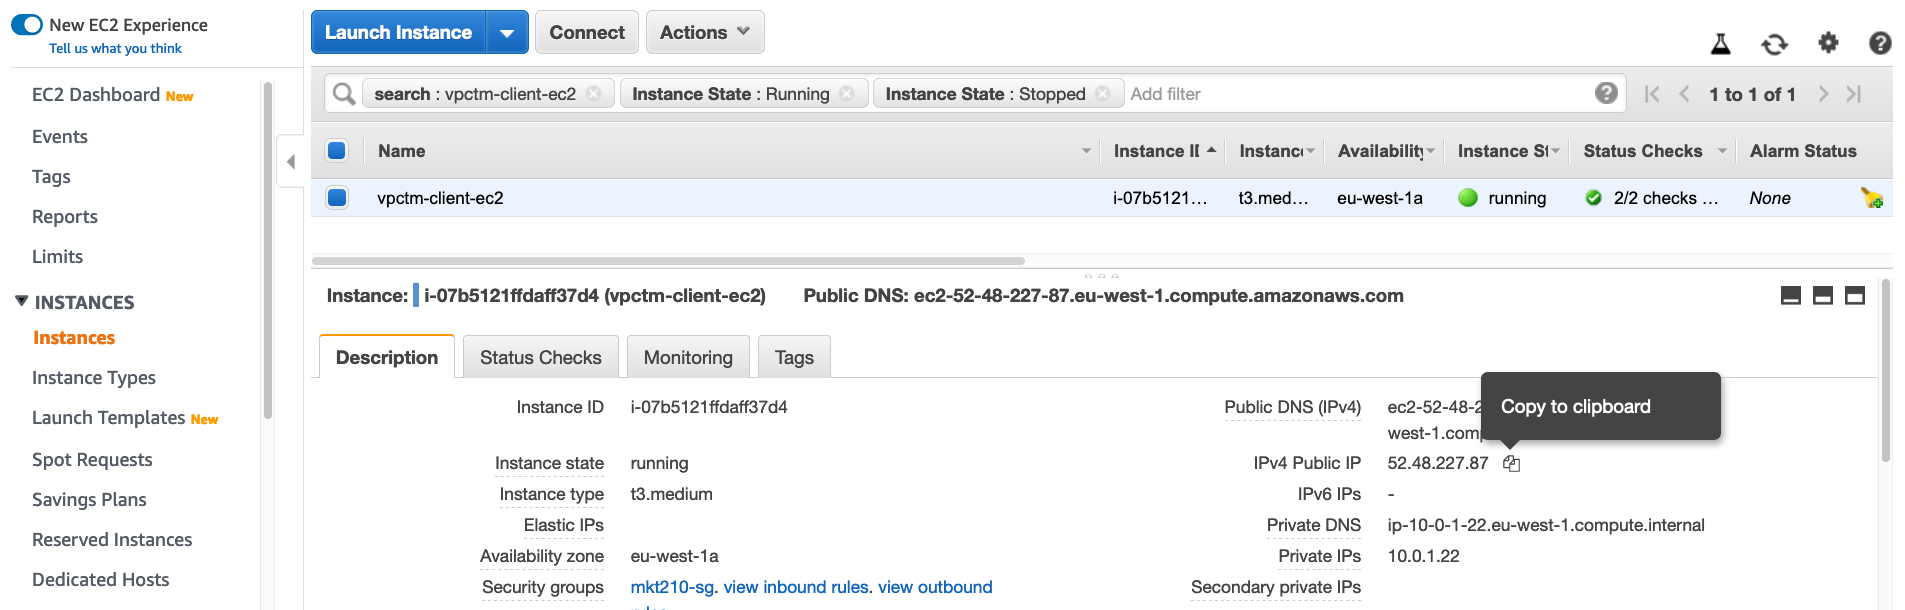 New EC2 Experience
Tell us what you think
EC2 Dashboard New
Events
Tags
Reports
Limits
INSTANCES
Instances
Instance Types
Launch Templates New
Spot Requests
Savings Plans
Reserved Instances
Dedicated Hosts
Launch Instance Connect Actions
search : vpctm-client-ec2 Instance State : Running Instance State : Stopped Add filter 1 to 1 of 1
Name Instance ID Instanc Availability Instance St Status Checks Alarm Status
vpctm-client-ec2 i-07b5121... t3.med... eu-west-1a running 2/2 checks ... None
Instance: i-07b5121ffdaff37d4 (vpctm-client-ec2) Public DNS: ec2-52-48-227-87.eu-west-1.compute.amazonaws.com
Description Status Checks Monitoring Tags
Instance ID i-07b5121ffdaff37d4
Instance state running
Instance type t3.medium
Elastic IPs
Availability zone eu-west-1a
Security groups mkt210-sg. view inbound rules. view outbound
Copy to clipboard
Public DNS (IPv4) ec2-52-48-2
west-1.comp
IPv4 Public IP 52.48.227.87
IPv6 IPs -
Private DNS ip-10-0-1-22.eu-west-1.compute.internal
Private IPs 10.0.1.22
Secondary private IPs